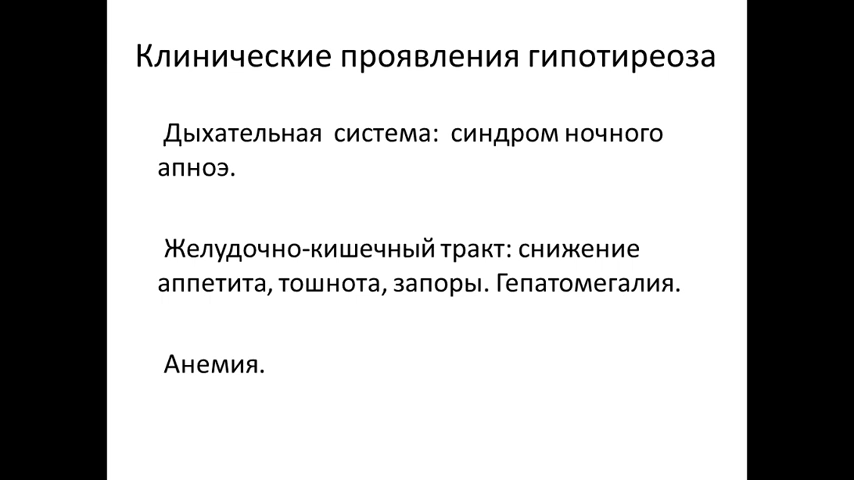 Клинические проявления гипотиреоза
Дыхательная система: синдром ночного
апноэ.
Желудочно-кишечный тракт: снижение
аппетита, тошнота, запоры. Гепатомегалия.
Анемия.